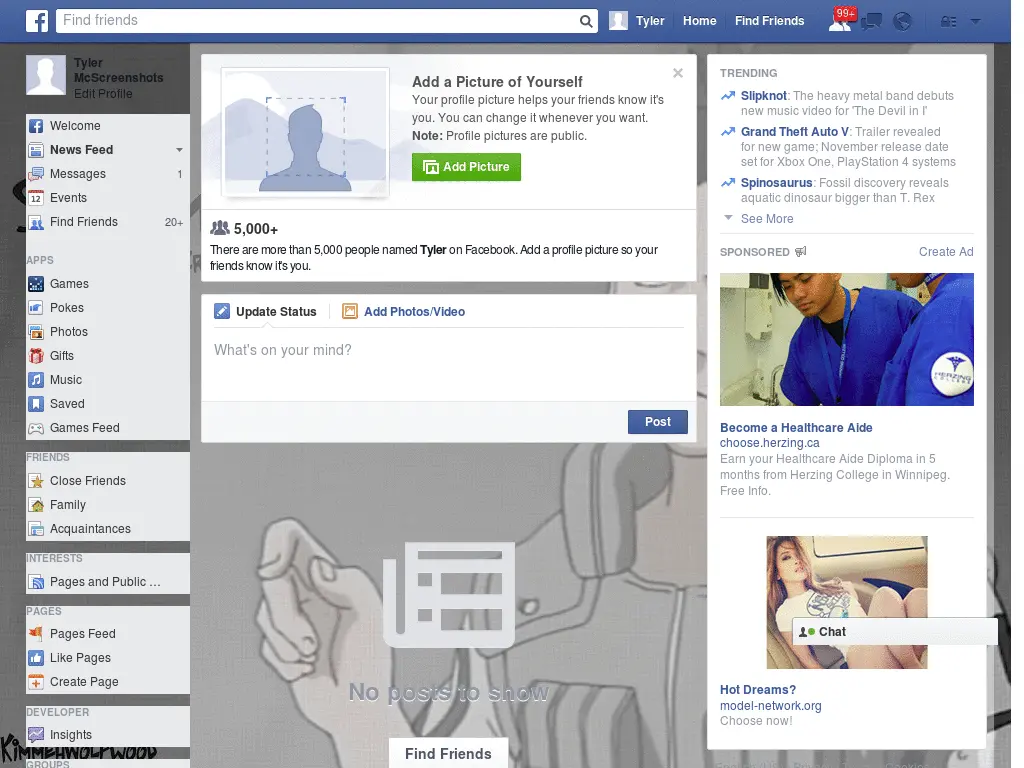 Find friends
Tyler
Home
Find Friends
99+
Tyler
McScreenshots
Edit Profile
Welcome
News Feed
Messages 1
Events
Find Friends 20+
APPS
Games
Pokes
Photos
Gifts
Music
Saved
Games Feed
FRIENDS
Close Friends
Family
Acquaintances
INTERESTS
Pages and Public ...
PAGES
Pages Feed
Like Pages
Create Page
DEVELOPER
Insights
KiMMEHWOLFWOOD
GROUPS
Add a Picture of Yourself
Your profile picture helps your friends know it's
you. You can change it whenever you want.
Note: Profile pictures are public.
Add Picture
5,000+
There are more than 5,000 people named Tyler on Facebook. Add a profile picture so your
friends know it's you.
Update Status
Add Photos/Video
What's on your mind?
Post
No posts to show
Find Friends
TRENDING
Slipknot: The heavy metal band debuts
new music video for 'The Devil in I'
Grand Theft Auto V: Trailer revealed
for new game; November release date
set for Xbox One, PlayStation 4 systems
Spinosaurus: Fossil discovery reveals
aquatic dinosaur bigger than T. Rex
See More
SPONSORED
Create Ad
HERZING
COLLEGE
Become a Healthcare Aide
choose.herzing.ca
Earn your Healthcare Aide Diploma in 5
months from Herzing College in Winnipeg.
Free Info.
Chat
Hot Dreams?
model-network.org
Choose now!